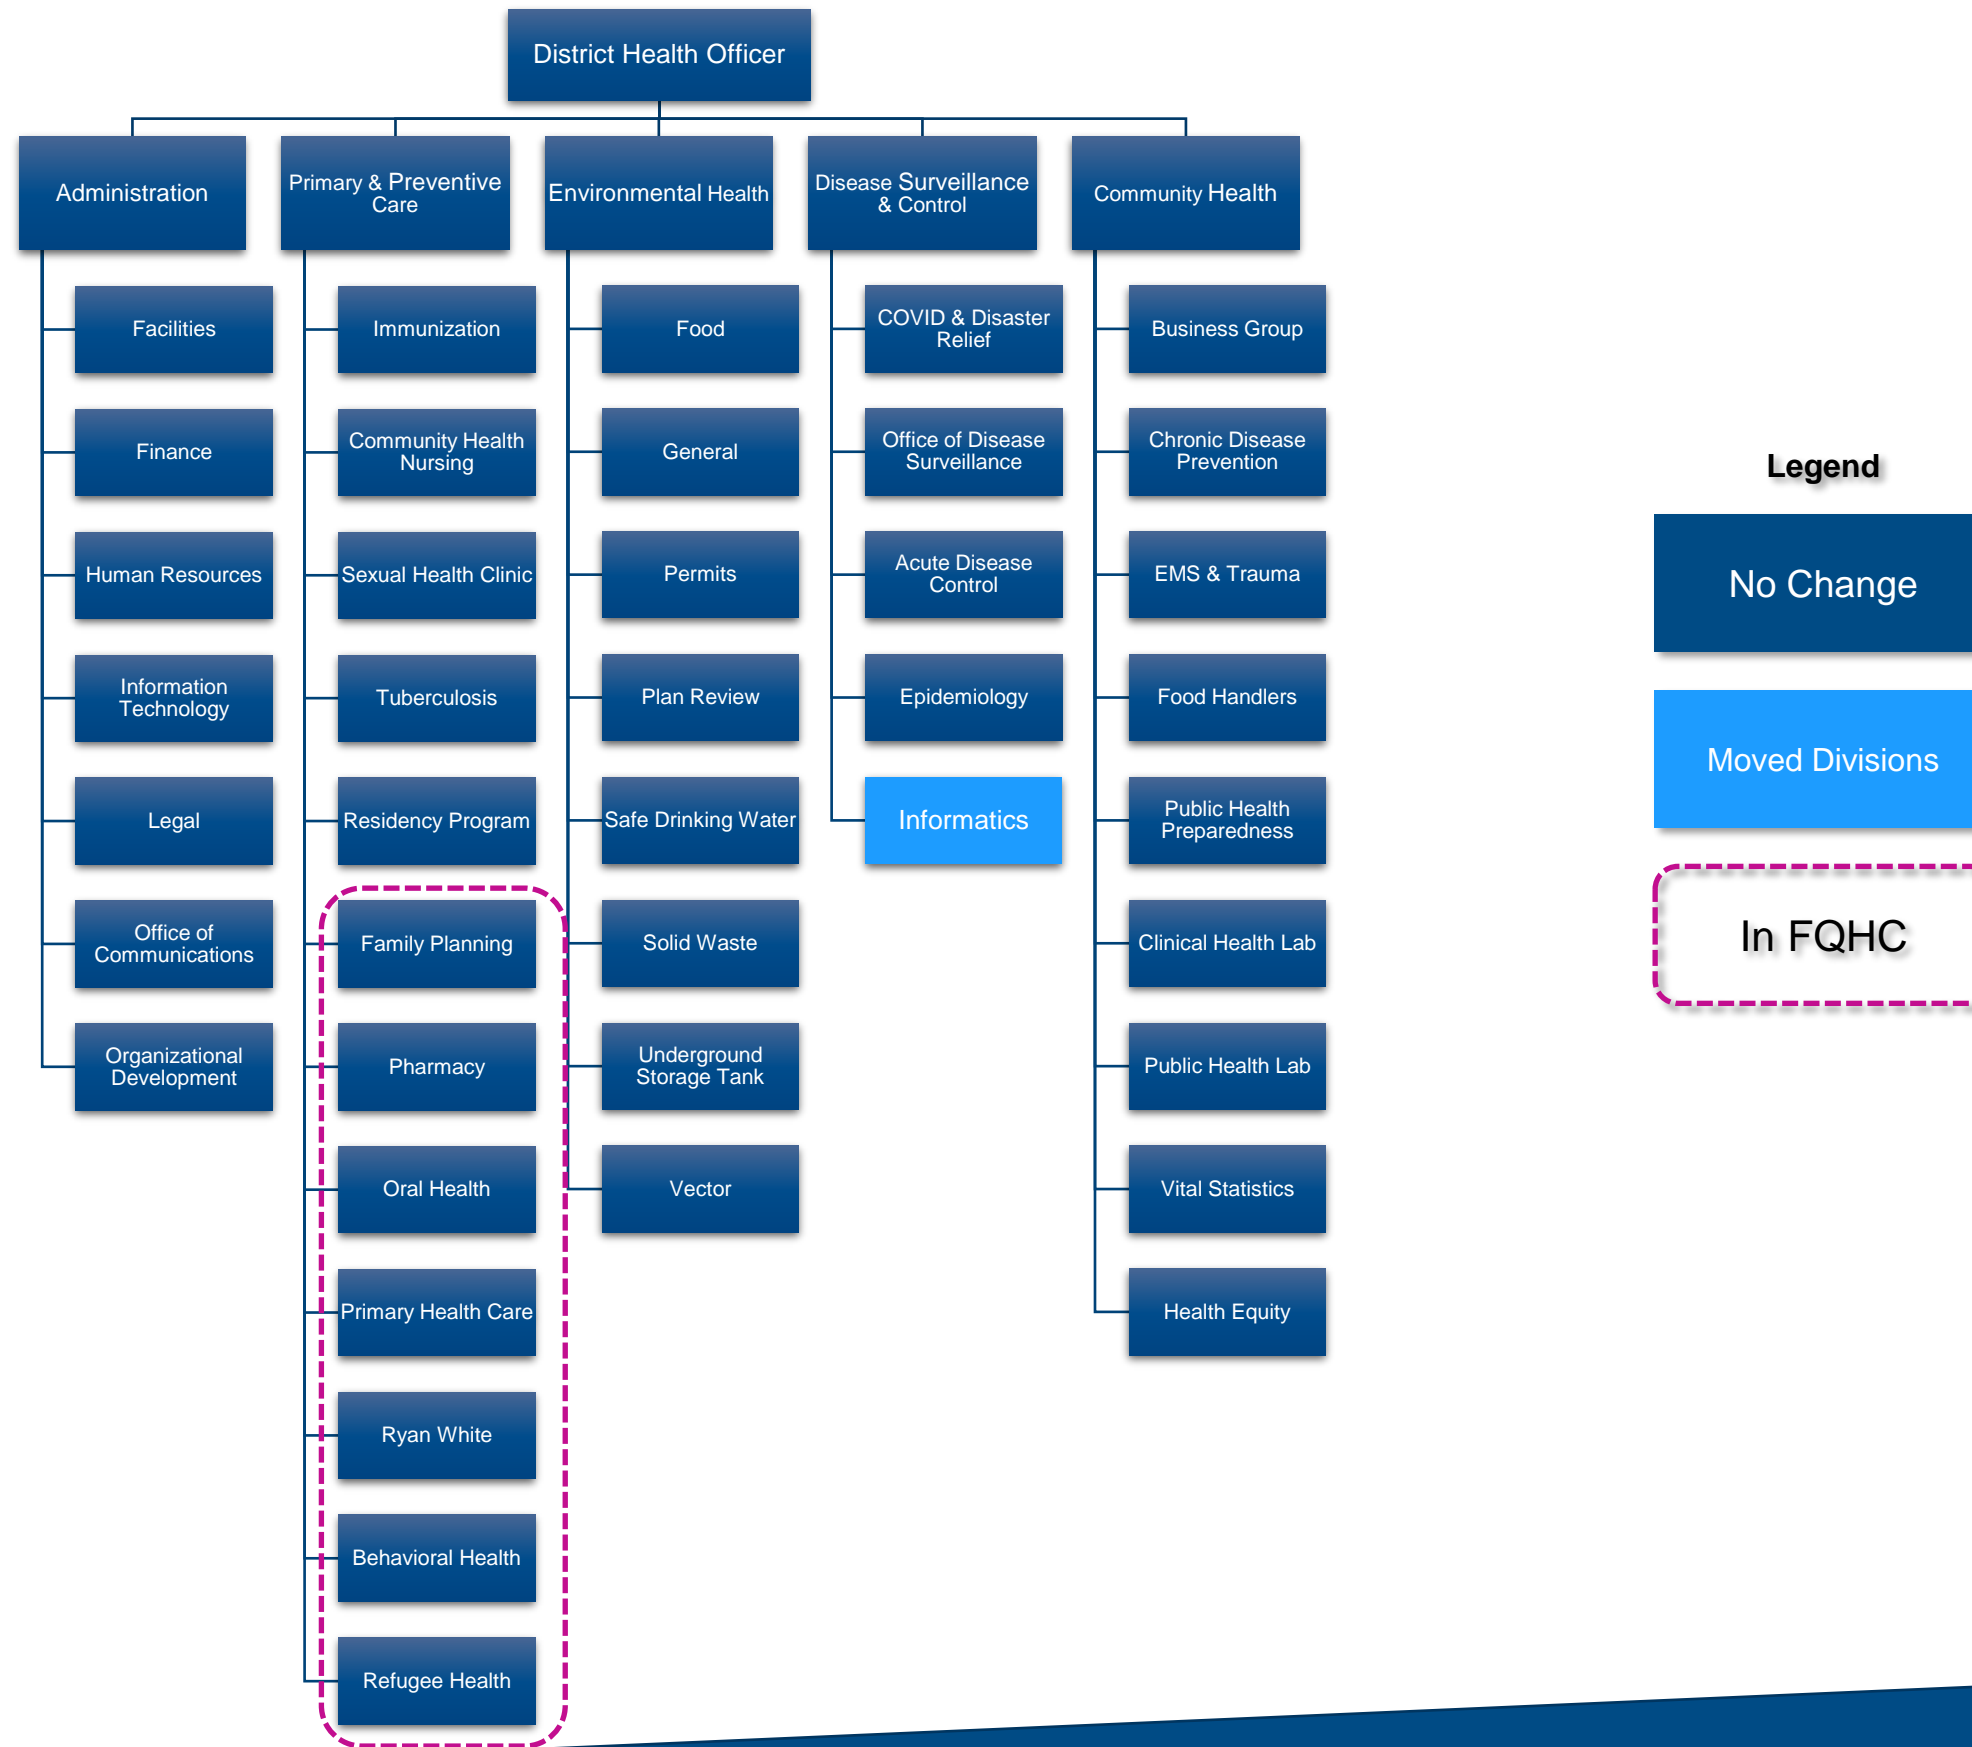 District Health Officer
Administration
Primary & Preventive
Care
Environmental Health
Disease Surveillance
& Control
Community Health
Facilities
Finance
Human Resources
Information
Technology
Legal
Office of
Communications
Organizational
Development
Immunization
Community Health
Nursing
Sexual Health Clinic
Tuberculosis
Residency Program
Family Planning
Pharmacy
Oral Health
Primary Health Care
Ryan White
Behavioral Health
Refugee Health
Food
General
Permits
Plan Review
Safe Drinking Water
Solid Waste
Underground
Storage Tank
Vector
COVID & Disaster
Relief
Office of Disease
Surveillance
Acute Disease
Control
Epidemiology
Informatics
Business Group
Chronic Disease
Prevention
EMS & Trauma
Food Handlers
Public Health
Preparedness
Clinical Health Lab
Public Health Lab
Vital Statistics
Health Equity
Legend
No Change
Moved Divisions
In FQHC